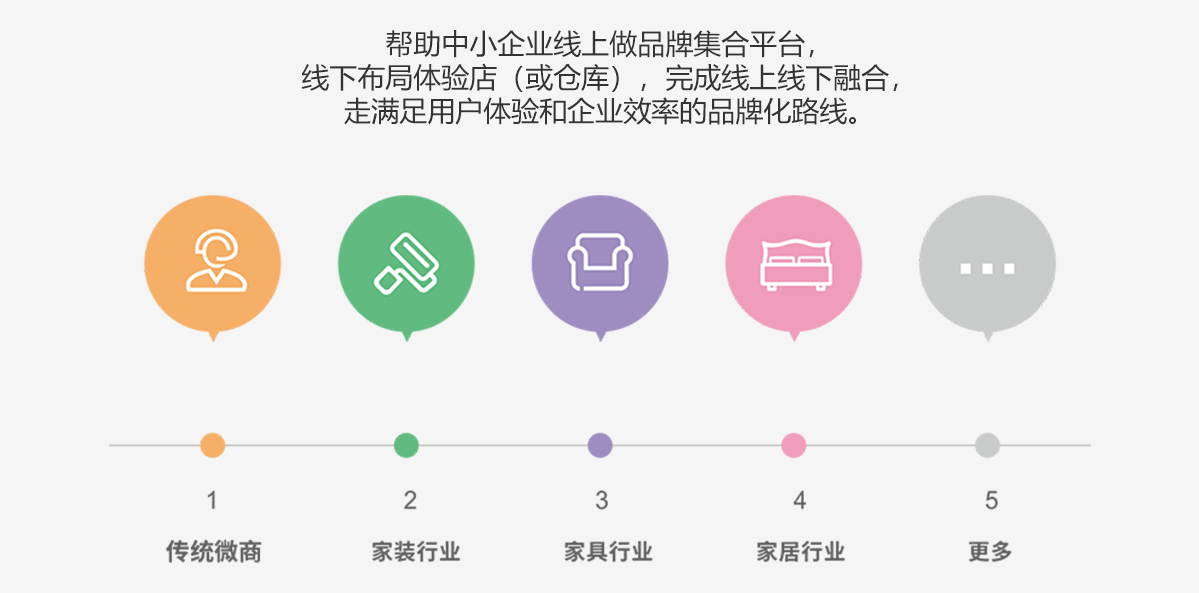 帮助中小企业线上做品牌集合平台，
线下布局体验店（或仓库），完成线上线下融合，
走满足用户体验和企业效率的品牌化路线。
1
2
3
4
5
传统微商
家装行业
家具行业
家居行业
更多